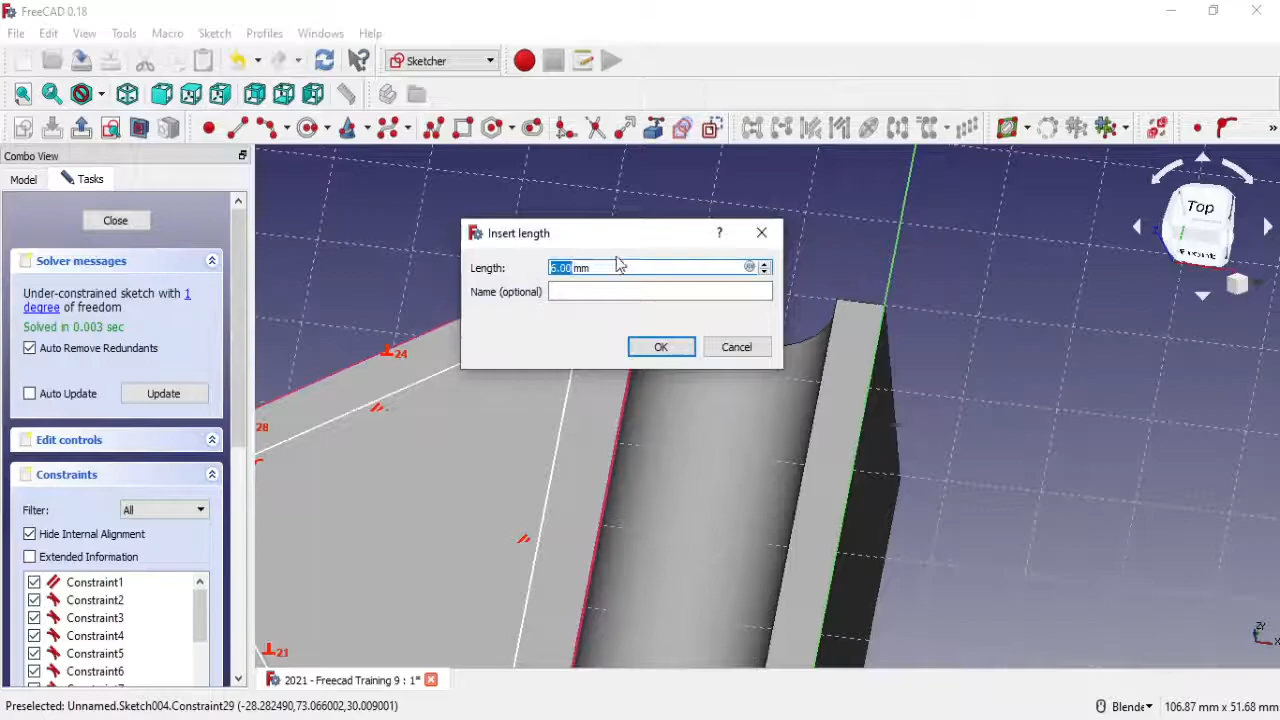 FreeCAD 0.18
File Edit View Tools Macro Sketch Profiles Windows Help
Sketcher
»
Combo View
Model Tasks
Close
Solver messages
Under-constrained sketch with 1
degree of freedom
Solved in 0.003 sec
Auto Remove Redundants
Auto Update Update
Edit controls
Constraints
Filter: All
Hide Internal Alignment
Extended Information
Constraint1
Constraint2
Constraint3
Constraint4
Constraint5
Constraint6
Insert length ?
Length: 6.00 mm
Name (optional)
OK Cancel
Top
Front
24
28
21
2021 - Freecad Training 9 : 1*
Preselected: Unnamed.Sketch004.Constraint29 (-28.282490,73.066002,30.009001)
Blende 106.87 mm x 51.68 mm